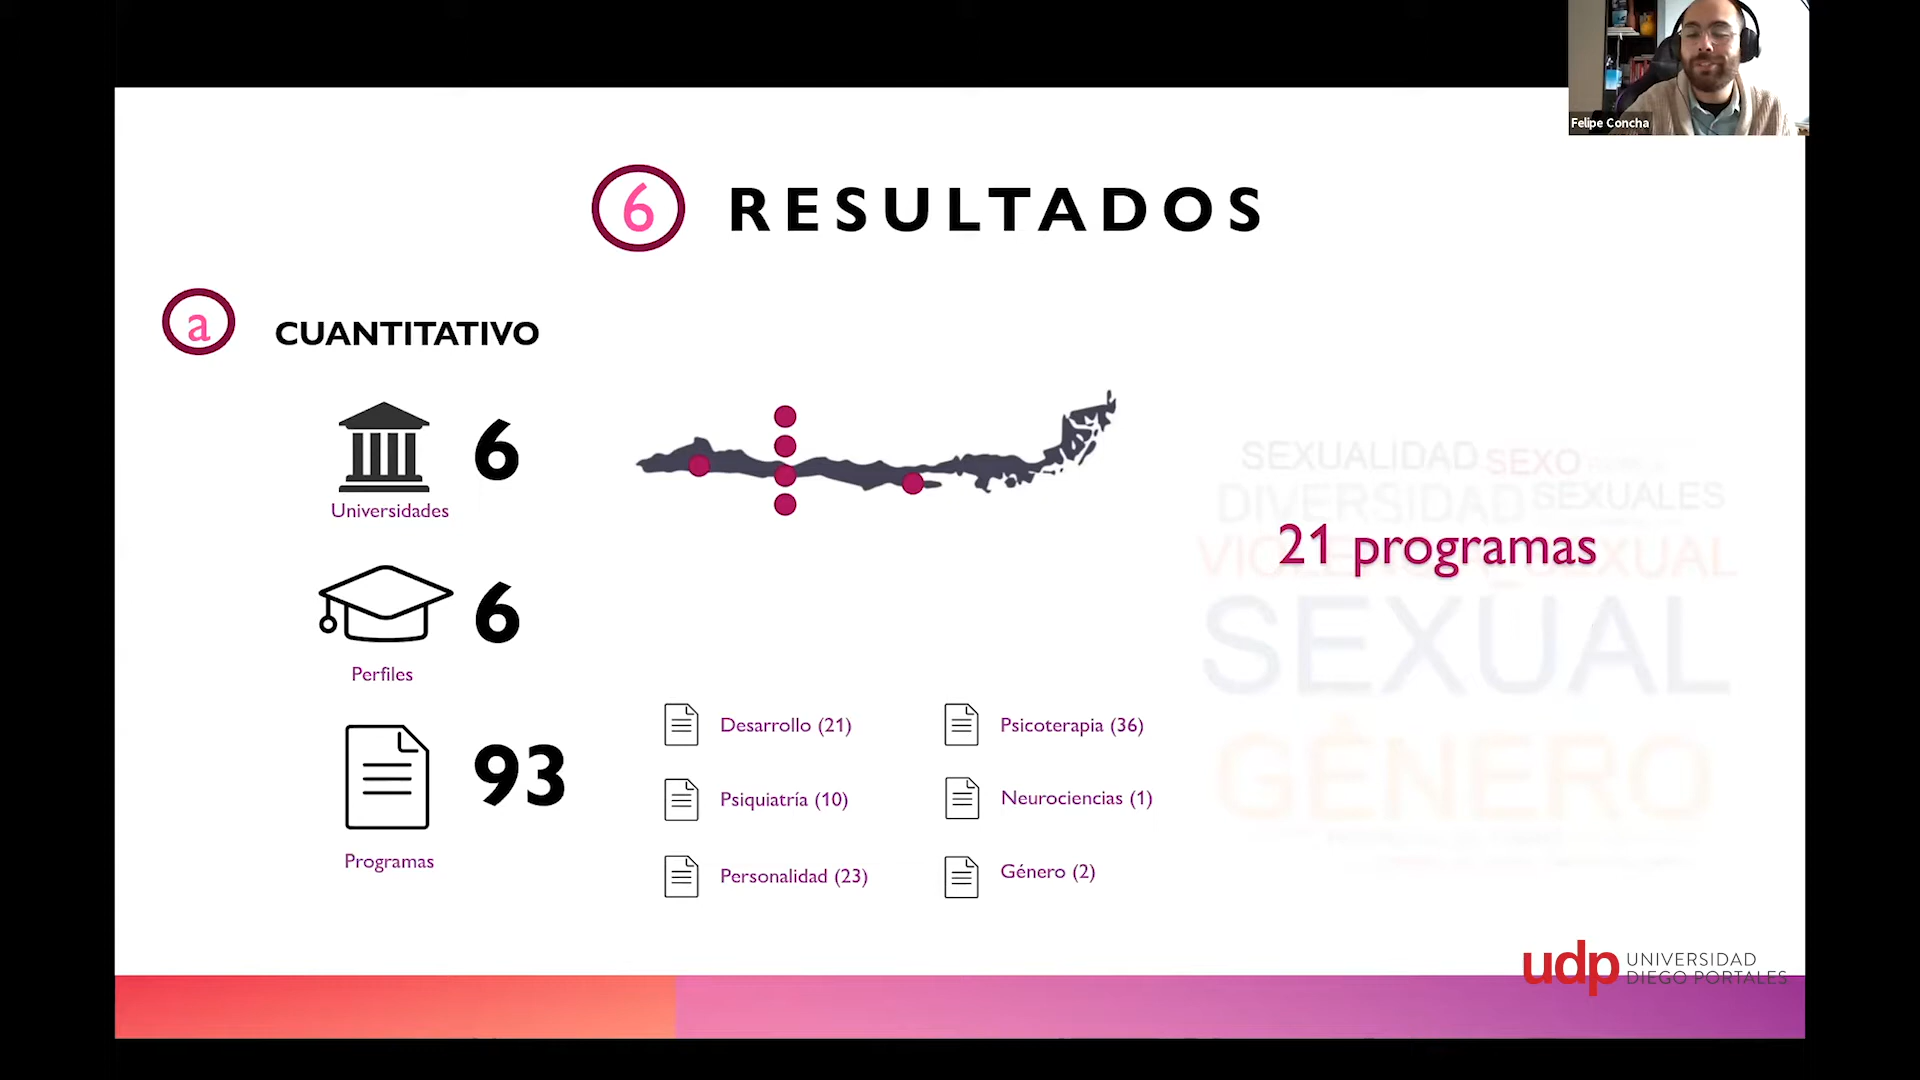 Felipe Concha
6 RESULTADOS
a CUANTITATIVO
6
Universidades
6
Perfiles
93
Programas
Desarrollo (21)
Psicoterapia (36)
Psiquiatría (10)
Neurociencias (1)
Personalidad (23)
Género (2)
SEXUALIDAD SEXO
DIVERSIDAD SEXUALES
21 programas
SEXUAL
GÉNERO
udp UNIVERSIDAD
DIEGO PORTALES